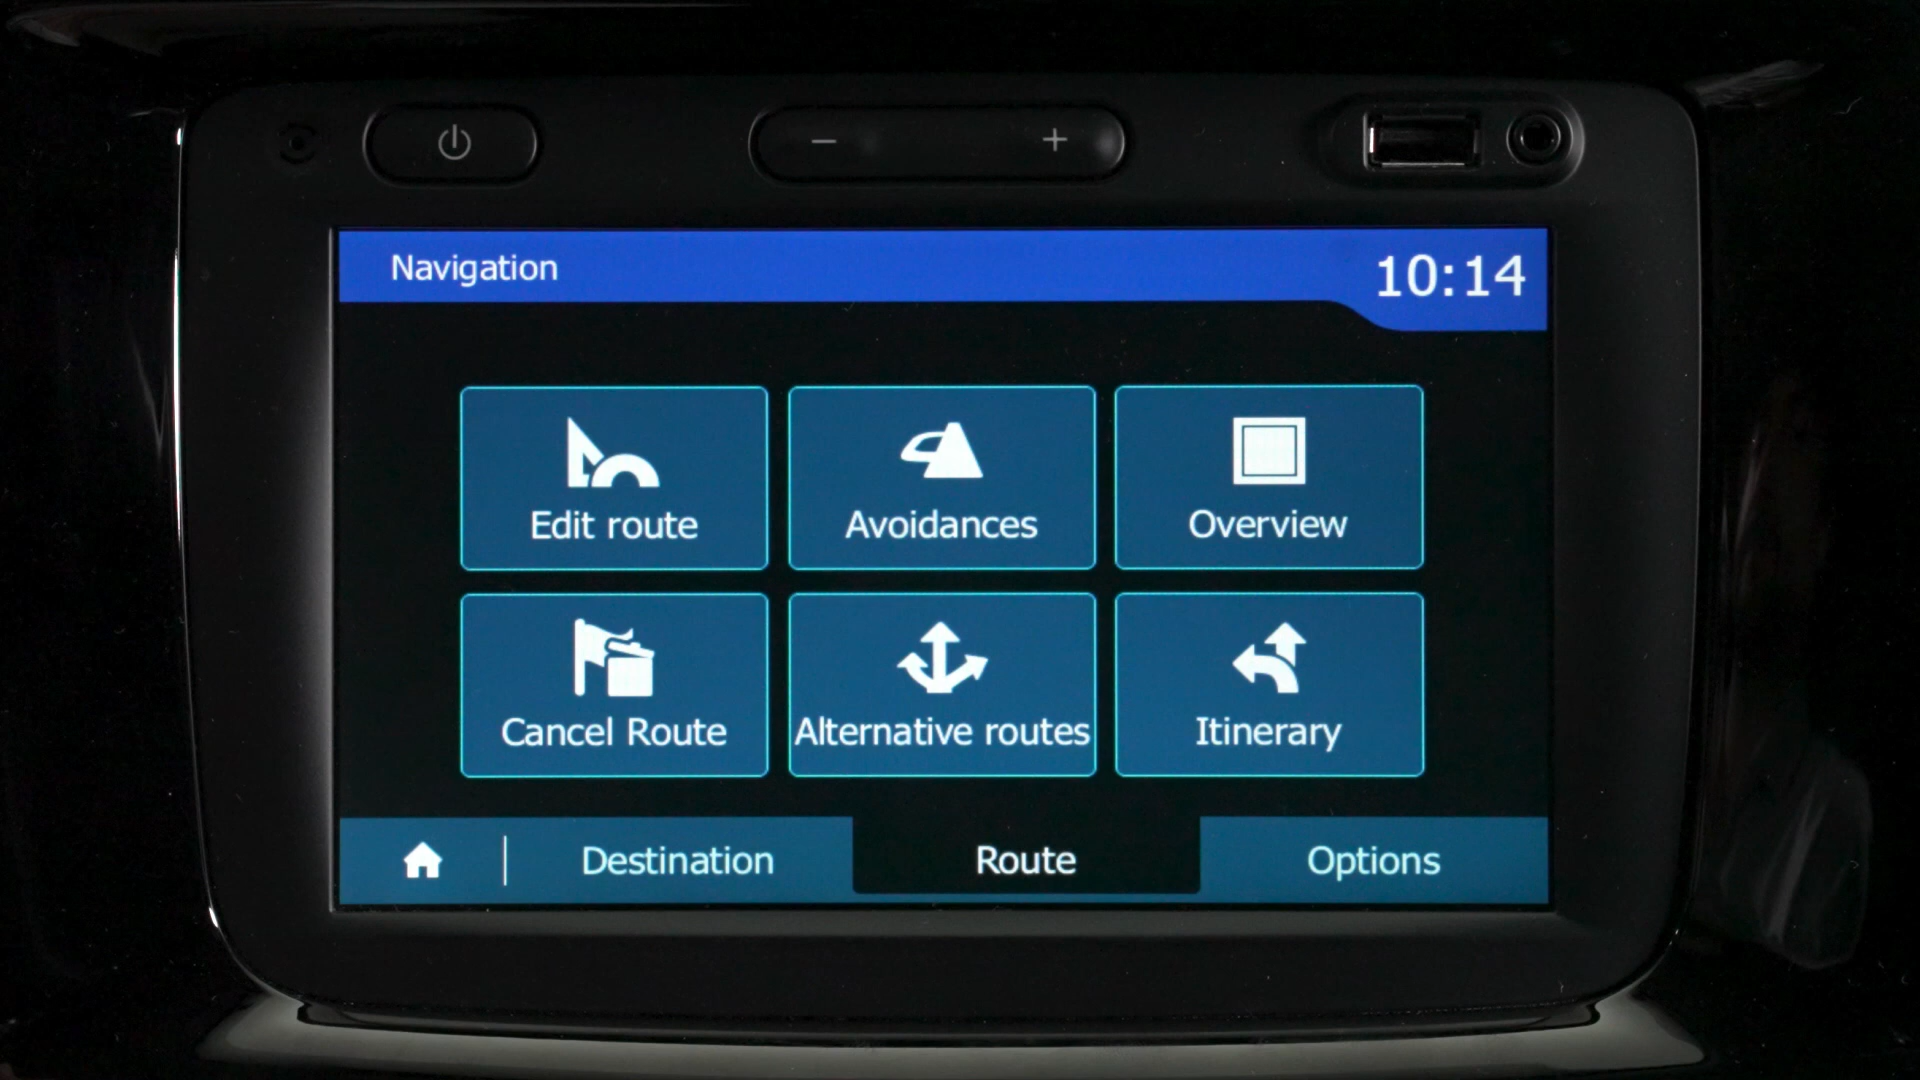 Navigation
10:14
Edit route
Avoidances
Overview
Cancel Route
Alternative routes
Itinerary
Destination
Route
Options